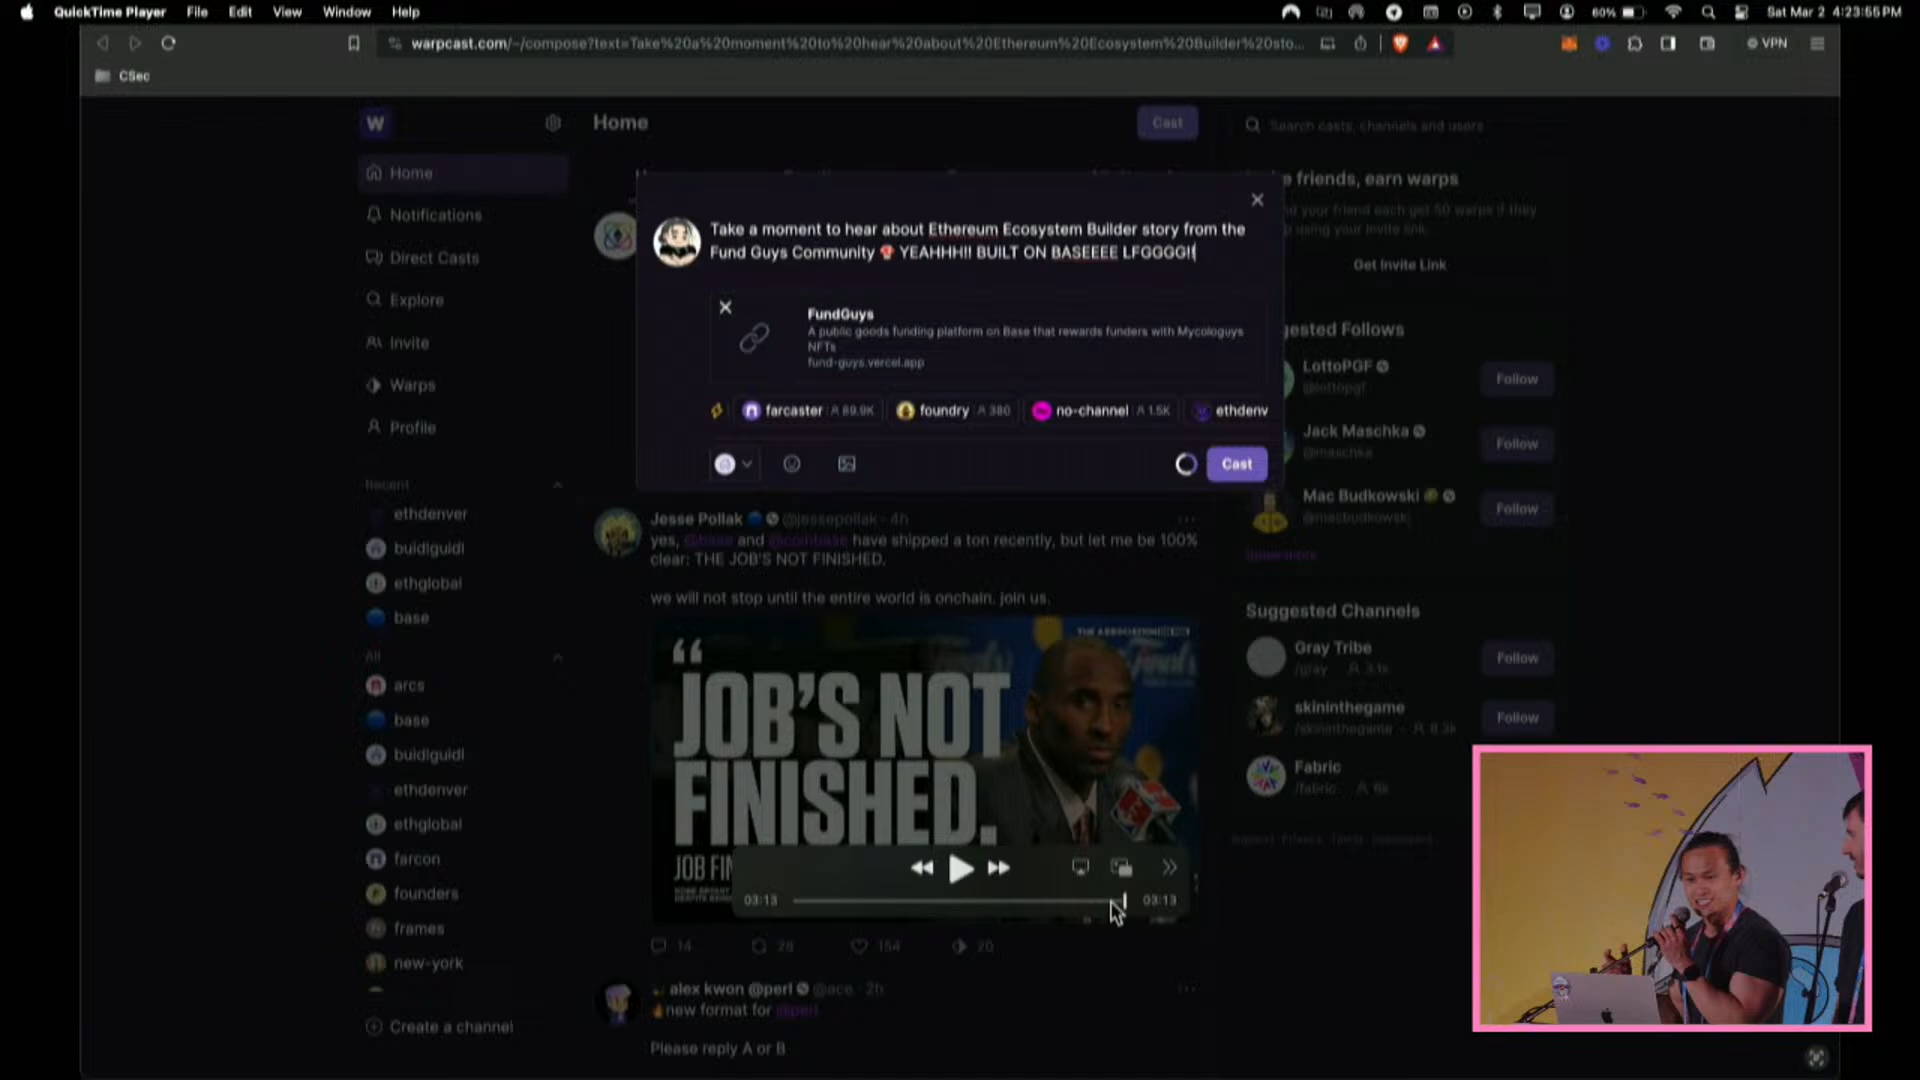 QuickTime Player File Edit View Window Help
60% Sat Mar 2 4:23:55 PM
warpcast.com/~/compose?text=Take%20a%20moment%20to%20hear%20about%20Ethereum%20Ecosystem%20Builder%20sto...
VPN
CSec
W
Home
Cast
Search casts, channels and users
Home
Notifications
Direct Casts
Explore
Invite
Warps
Profile
Recent
ethdenver
buidlguidl
ethglobal
base
All
arcs
base
buidlguidl
ethdenver
ethglobal
farcon
founders
frames
new-york
Create a channel
Take a moment to hear about Ethereum Ecosystem Builder story from the
Fund Guys Community 🍄 YEAHHH!! BUILT ON BASEEEE LFGGGG!!
FundGuys
A public goods funding platform on Base that rewards funders with Mycologuys
NFTs
fund-guys.vercel.app
farcaster 89.9K foundry 380 no-channel 1.5K ethdenv
Cast
Jesse Pollak @jessepollak · 4h
yes, @base and @coinbase have shipped a ton recently, but let me be 100%
clear: THE JOB'S NOT FINISHED.
we will not stop until the entire world is onchain. join us.
“
JOB'S NOT
FINISHED.
JOB FIN
03:13 03:13
14 28 154 20
alex kwon @perl @ace · 2h
🔥new format for @perl
Please reply A or B
friends, earn warps
your friend each get 50 warps if they
using your invite link.
Get Invite Link
gested Follows
LottoPGF
@lottopgf
Follow
Jack Maschka
@maschka
Follow
Mac Budkowski
@macbudkowski
Follow
Show more
Suggested Channels
Gray Tribe
/gray 3.1k
Follow
skininthegame
/skininthegame 8.3k
Follow
Fabric
/fabric 6k